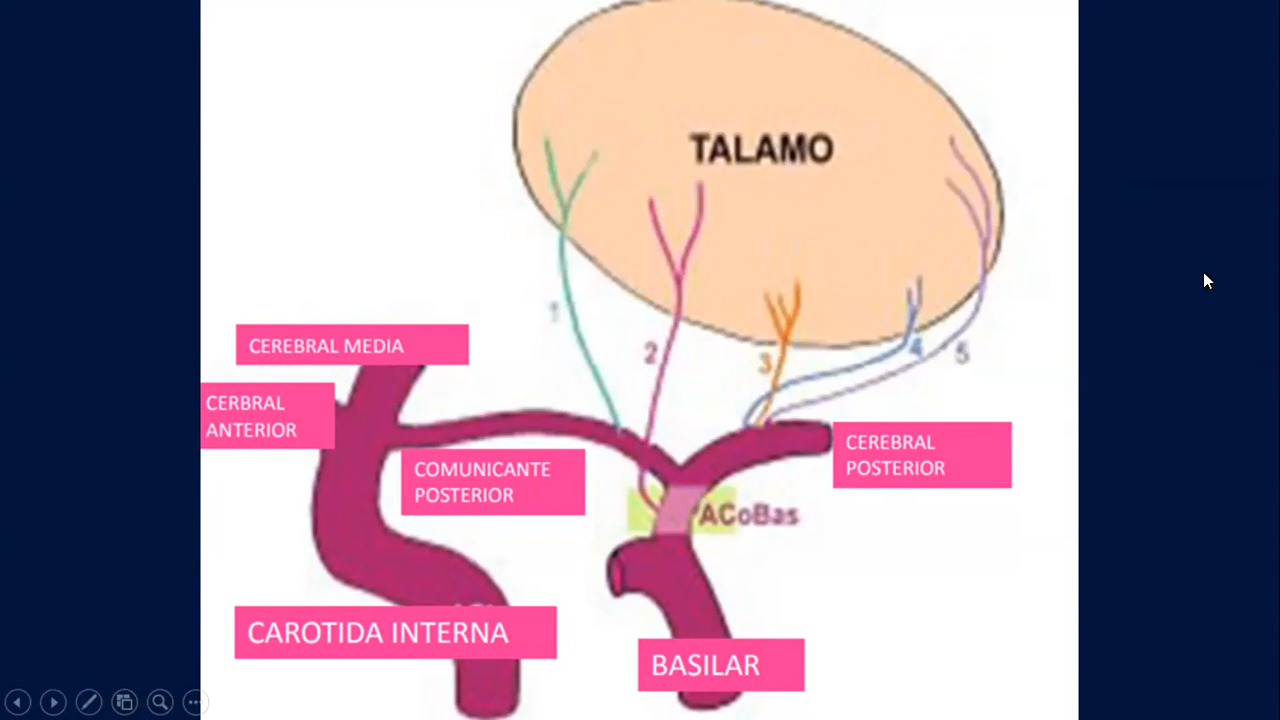 TALAMO
1
2
3
4
5
CEREBRAL MEDIA
CERBRAL
ANTERIOR
COMUNICANTE
POSTERIOR
CEREBRAL
POSTERIOR
ACoBas
CAROTIDA INTERNA
BASILAR